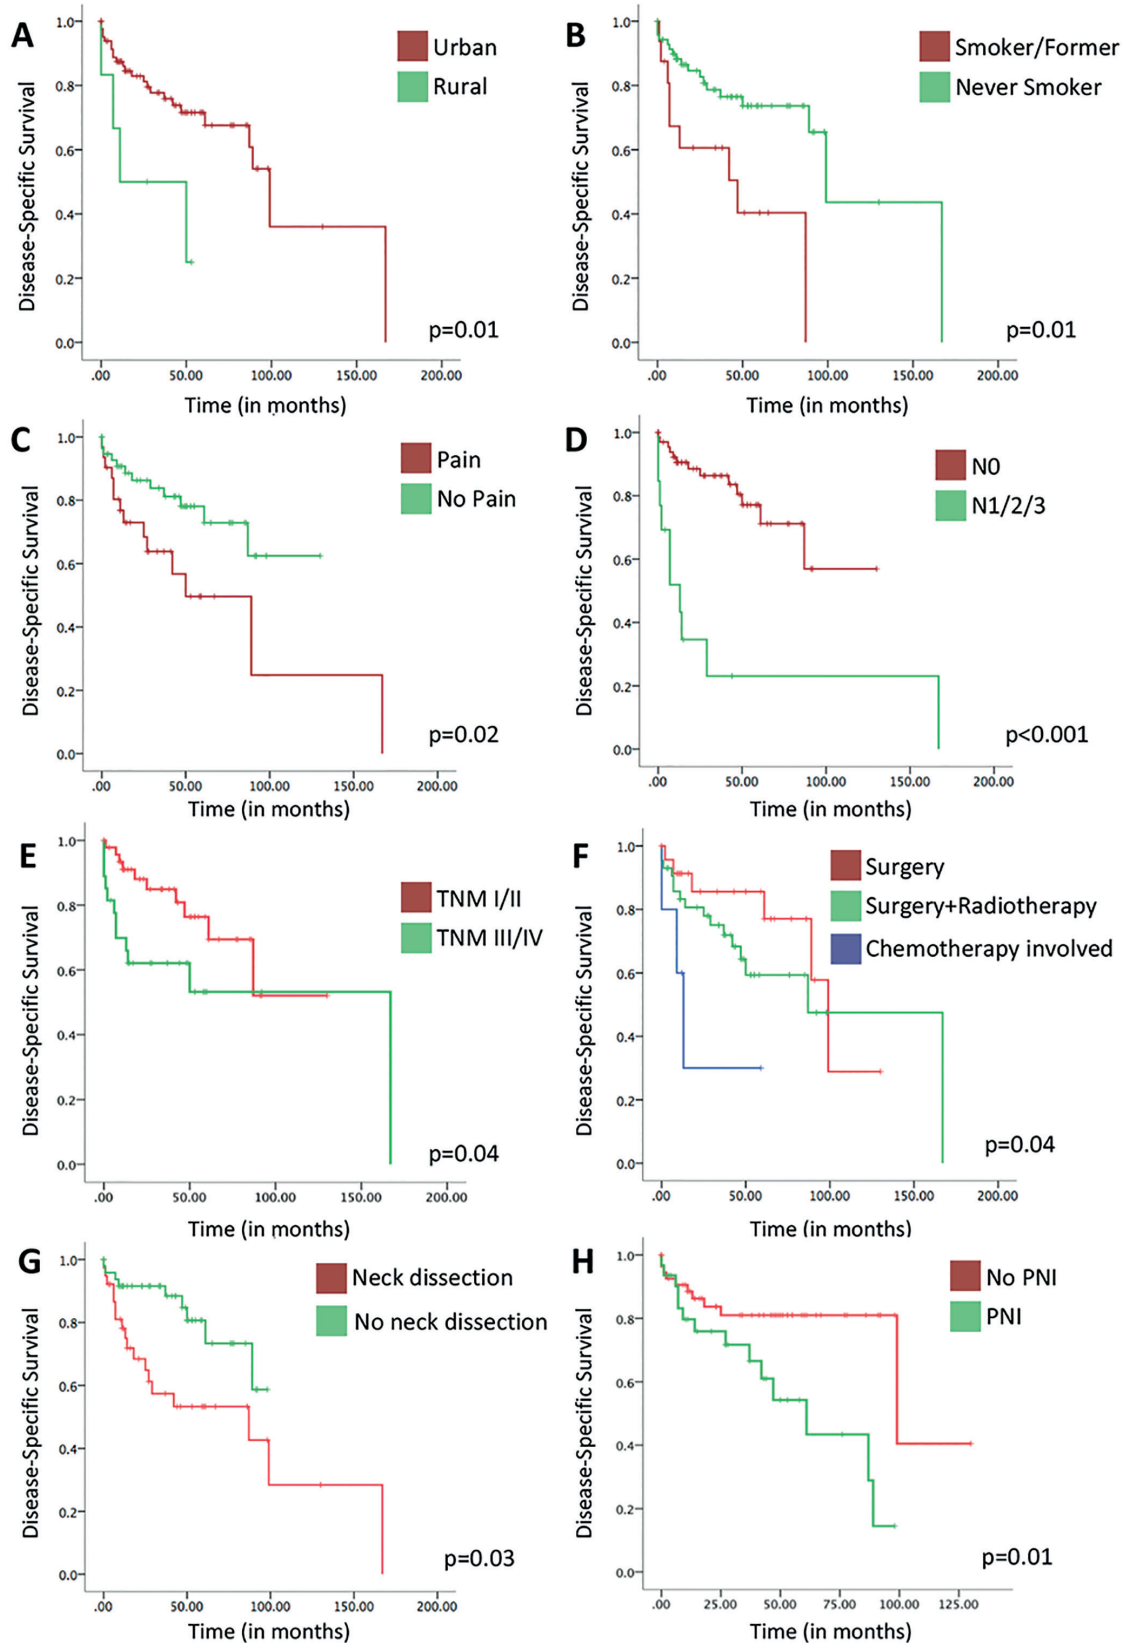 A
Disease-Specific Survival
1.0
0.8
0.6
0.4
0.2
0.0
Urban
Rural
p=0.01
.00 50.00 100.00 150.00 200.00
Time (in months)
B
Disease-Specific Survival
1.0
0.8
0.6
0.4
0.2
0.0
Smoker/Former
Never Smoker
p=0.01
.00 50.00 100.00 150.00 200.00
Time (in months)
C
Disease-Specific Survival
1.0
0.8
0.6
0.4
0.2
0.0
Pain
No Pain
p=0.02
.00 50.00 100.00 150.00 200.00
Time (in months)
D
Disease-Specific Survival
1.0
0.8
0.6
0.4
0.2
0.0
N0
N1/2/3
p<0.001
.00 50.00 100.00 150.00 200.00
Time (in months)
E
Disease-Specific Survival
1.0
0.8
0.6
0.4
0.2
0.0
TNM I/II
TNM III/IV
p=0.04
.00 50.00 100.00 150.00 200.00
Time (in months)
F
Disease-Specific Survival
1.0
0.8
0.6
0.4
0.2
0.0
Surgery
Surgery+Radiotherapy
Chemotherapy involved
p=0.04
.00 50.00 100.00 150.00 200.00
Time (in months)
G
Disease-Specific Survival
1.0
0.8
0.6
0.4
0.2
0.0
Neck dissection
No neck dissection
p=0.03
.00 50.00 100.00 150.00 200.00
Time (in months)
H
Disease-Specific Survival
1.0
0.8
0.6
0.4
0.2
0.0
No PNI
PNI
p=0.01
.00 25.00 50.00 75.00 100.00 125.00
Time (in months)